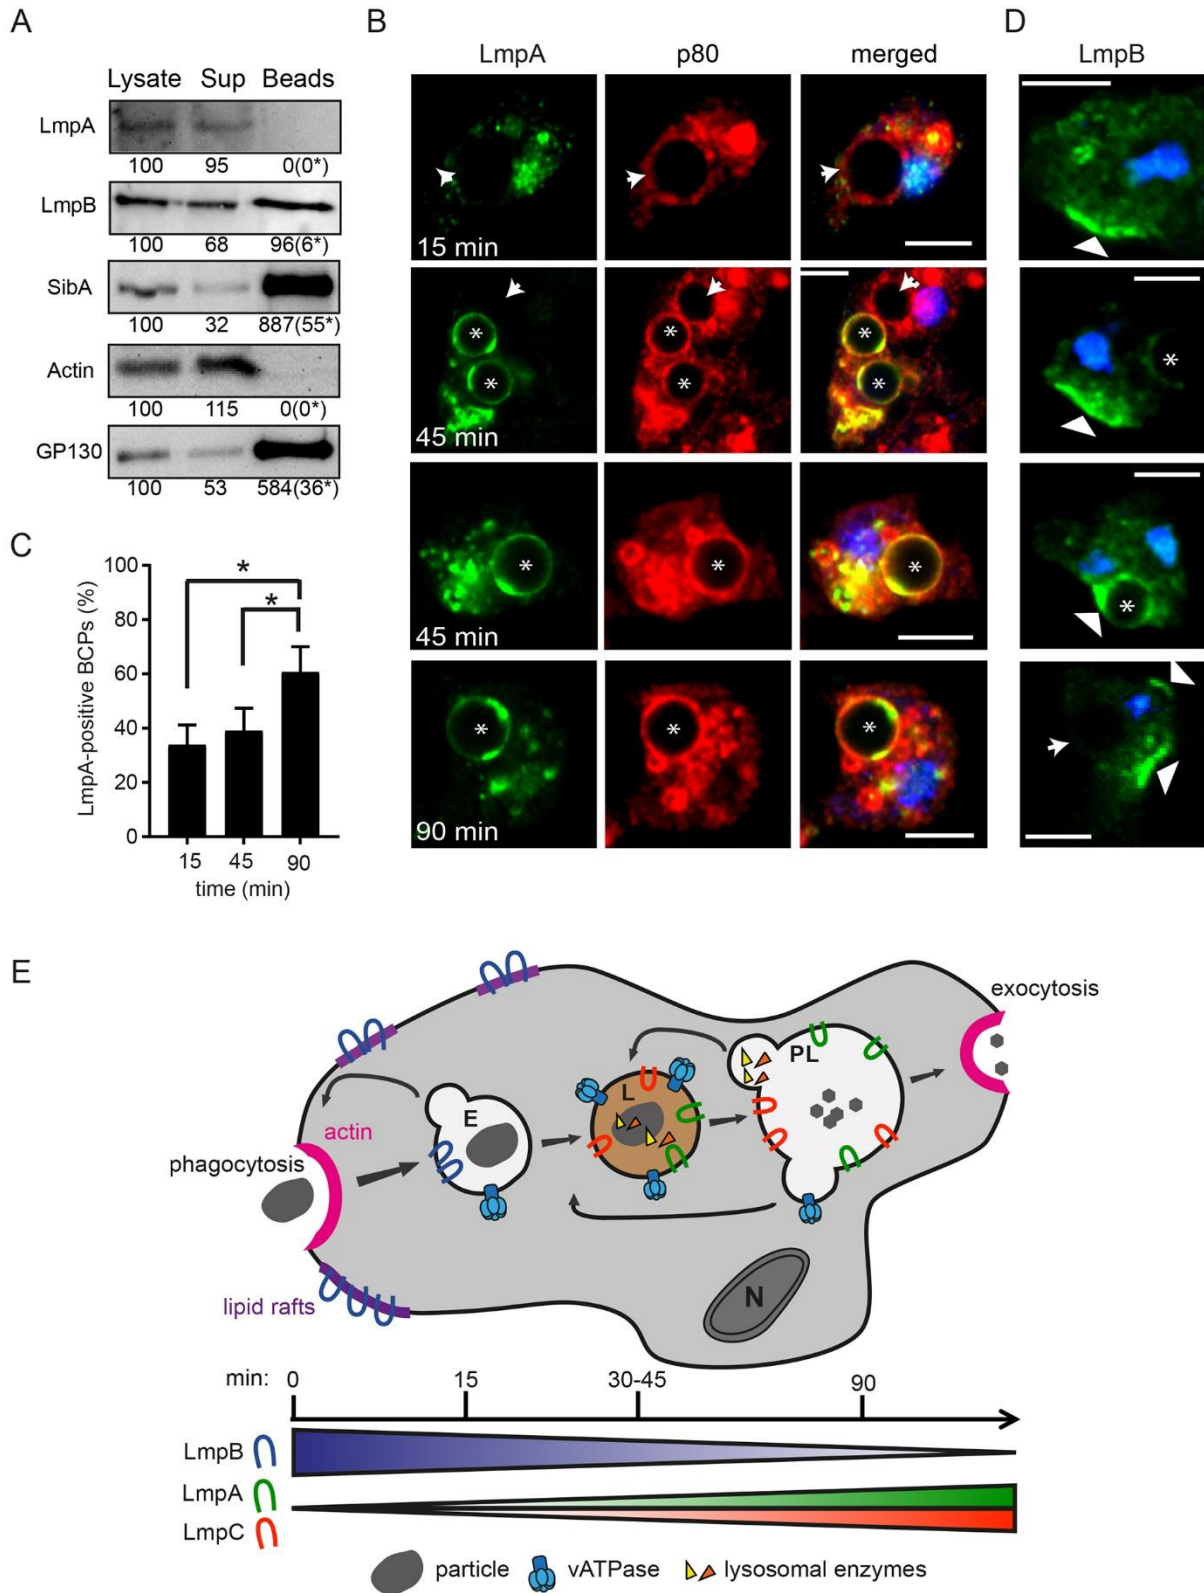 A
Lysate Sup Beads
LmpA
100 95 0(0*)
LmpB
100 68 96(6*)
SibA
100 32 887(55*)
Actin
100 115 0(0*)
GP130
100 53 584(36*)
B
LmpA p80 merged
15 min
45 min
* * * * * *
45 min
* * *
90 min
* * *
C
LmpA-positive BCPs (%)
100
80
60
40
20
0
* *
15 45 90
time (min)
D
LmpB
*
*
E
exocytosis
PL
L
E
actin
phagocytosis
lipid rafts
N
min: 0 15 30-45 90
LmpB
LmpA
LmpC
particle vATPase lysosomal enzymes